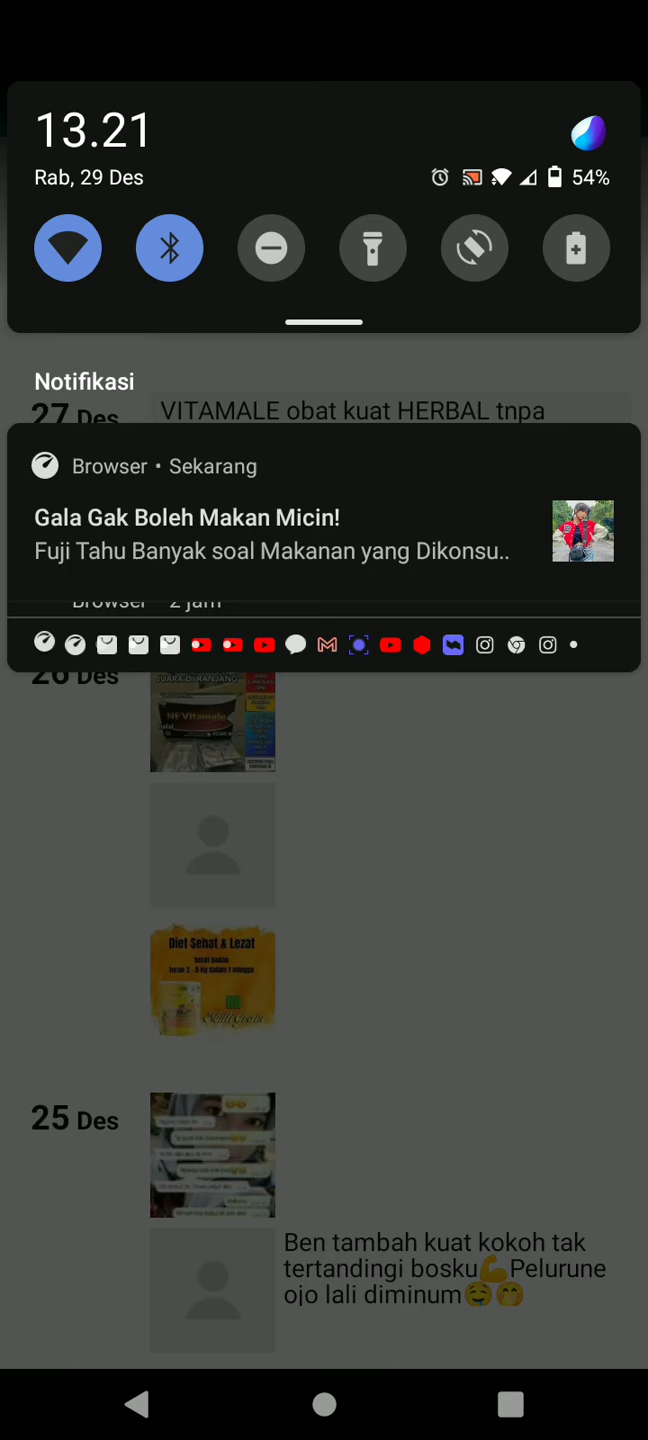 13.21
Rab, 29 Des
54%
Notifikasi
27 Des
VITAMALE obat kuat HERBAL tnpa
Browser • Sekarang
Gala Gak Boleh Makan Micin!
Fuji Tahu Banyak soal Makanan yang Dikonsu..
Browser 2 jam
26 Des
NF Vitamale
Diet Sehat & Lezat
berat badan
25 Des
Ben tambah kuat kokoh tak
tertandingi bosku💪Pelurune
ojo lali diminum🤤🤭